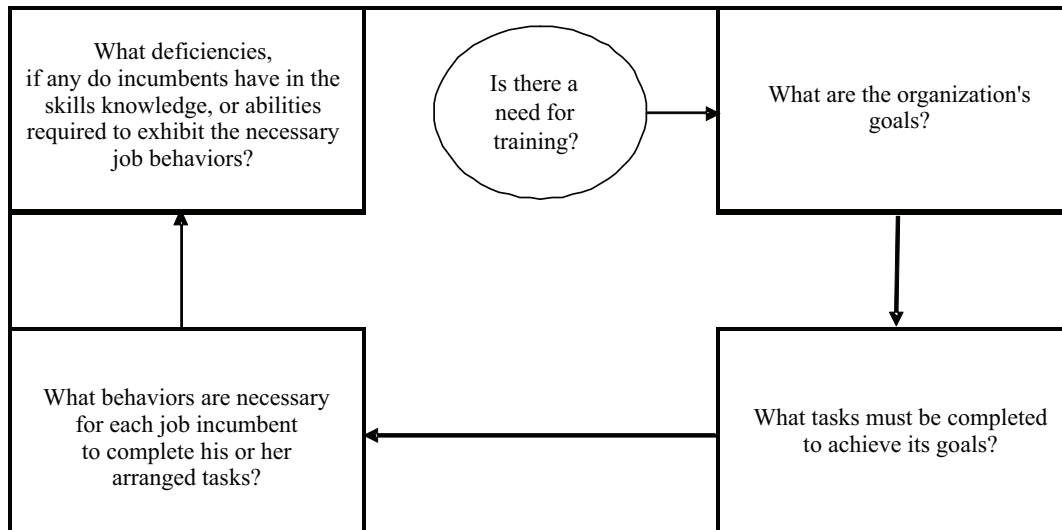 What deficiencies,
if any do incumbents have in the
skills knowledge, or abilities
required to exhibit the necessary
job behaviors?
Is there a
need for
training?
What are the organization's
goals?
What behaviors are necessary
for each job incumbent
to complete his or her
arranged tasks?
What tasks must be completed
to achieve its goals?